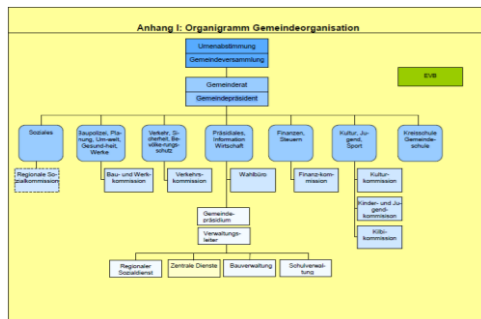 Anhang I: Organigramm Gemeindeorganisation
Urnenabstimmung
Gemeindeversammlung
EVB
Gemeinderat
Gemeindepräsident
Soziales
Baupolizei, Pla-
nung, Um-welt,
Gesund-heit,
Werke
Verkehr, Si-
cherheit, Be-
völke-rungs-
schutz
Präsidiales,
Information
Wirtschaft
Finanzen,
Steuern
Kultur, Ju-
gend,
Sport
Kreisschule
Gemeinde-
schule
Regionale So-
zialkommission
Bau- und Werk-
kommission
Verkehrs-
kommission
Wahlbüro
Finanz-kom-
mission
Kultur-
kommission
Kinder- und Ju-
gend-
kommisison
Kilbi-
kommission
Gemeinde-
präsidium
Verwaltungs-
leiter
Regionaler
Sozialdienst
Zentrale Dienste
Bauverwaltung
Schulverwal-
tung